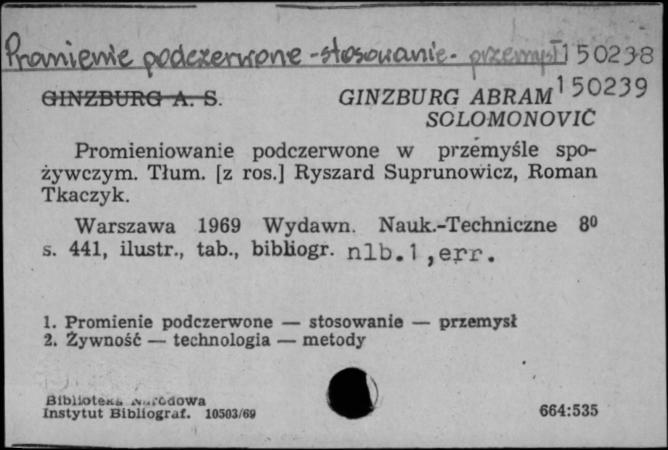 Promienie podczerwone - stosowanie - przemysł 150238
GINZBURG A. S. GINZBURG ABRAM 150239
SOLOMONOVIČ
Promieniowanie podczerwone w przemyśle spo-
żywczym. Tłum. [z ros.] Ryszard Suprunowicz, Roman
Tkaczyk.
Warszawa 1969 Wydawn. Nauk.-Techniczne 8⁰
s. 441, ilustr., tab., bibliogr. nlb.1,err.
1. Promienie podczerwone — stosowanie — przemysł
2. Żywność — technologia — metody
Biblioteka Narodowa
Instytut Bibliograf. 10503/69 664:535